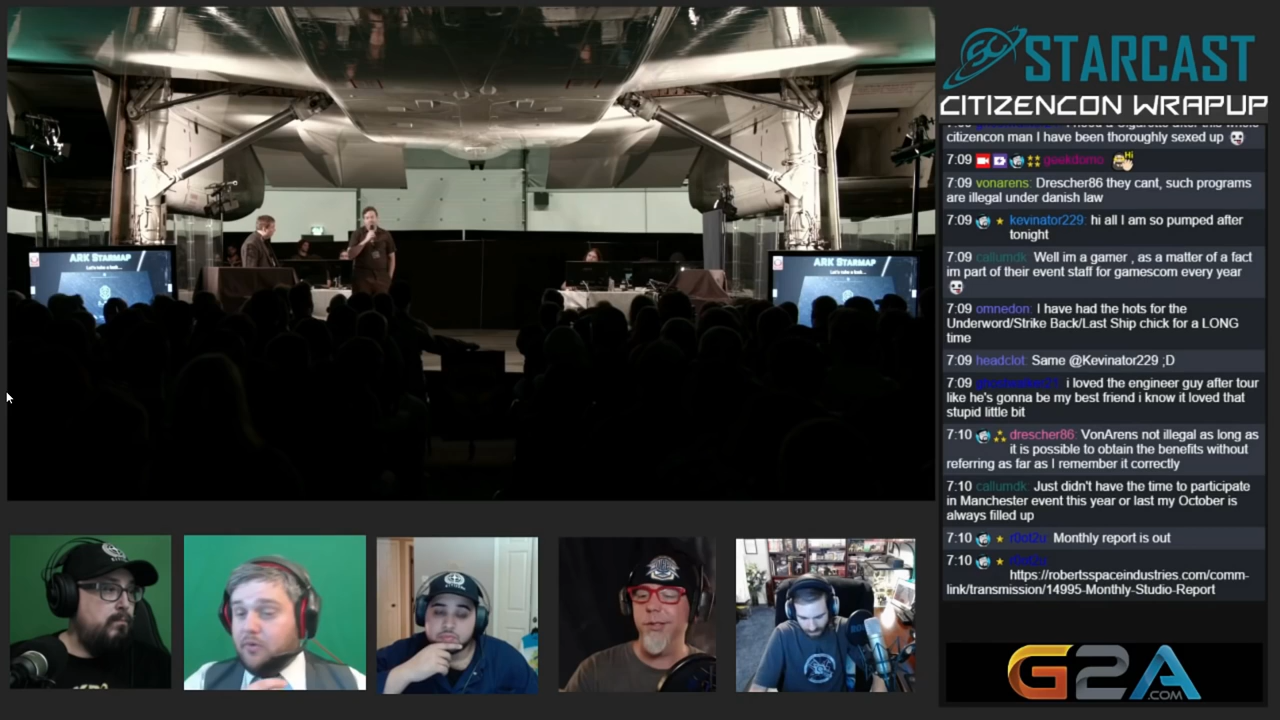 STARCAST
CITIZENCON WRAPUP
citizencon man I have been thoroughly sexed up
7:09 geekdomo Hi
7:09 vonarens: Drescher86 they cant, such programs
are illegal under danish law
7:09 kevinator229: hi all I am so pumped after
tonight
7:09 callumdk: Well im a gamer , as a matter of a fact
im part of their event staff for gamescom every year
7:09 omnedon: I have had the hots for the
Underword/Strike Back/Last Ship chick for a LONG
time
7:09 headclot: Same @Kevinator229 ;D
7:09 i loved the engineer guy after tour
like he's gonna be my best friend i know it loved that
stupid little bit
7:10 drescher86: VonArens not illegal as long as
it is possible to obtain the benefits without
referring as far as I remember it correctly
7:10 callumdk: Just didn't have the time to participate
in Manchester event this year or last my October is
always filled up
7:10 r0ot2u: Monthly report is out
7:10
https://robertsspaceindustries.com/comm-
link/transmission/14995-Monthly-Studio-Report
ARK STARMAP
Let's take a look...
ARK STARMAP
Let's take a look...
G2A
.COM